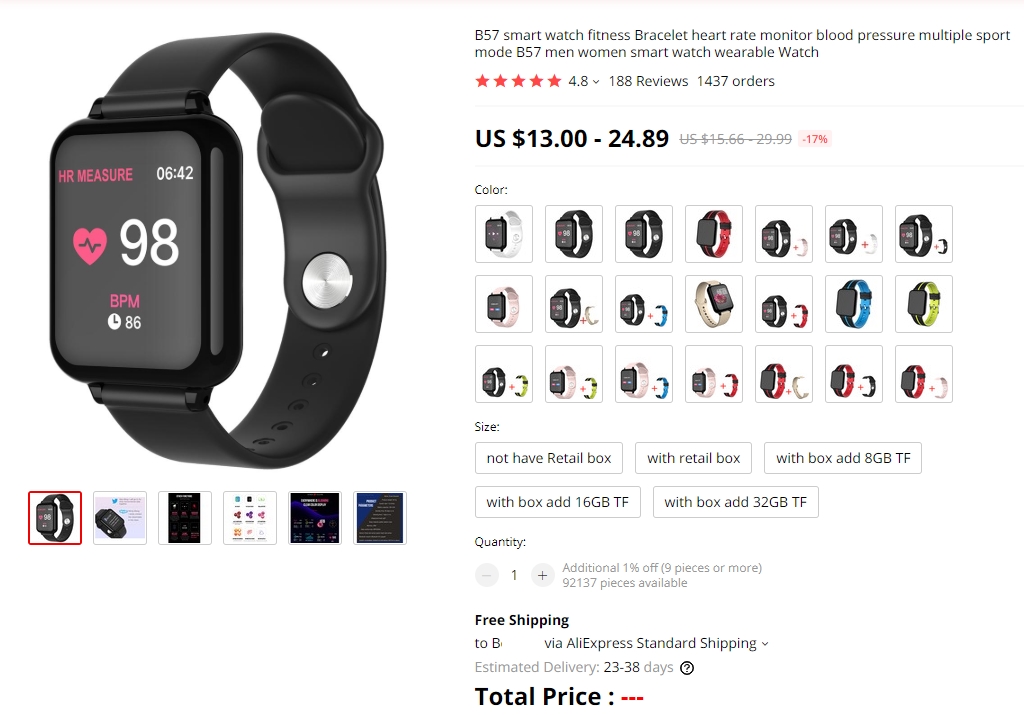 B57 smart watch fitness Bracelet heart rate monitor blood pressure multiple sport
mode B57 men women smart watch wearable Watch
4.8 188 Reviews 1437 orders
US $13.00 - 24.89 US $15.66 - 29.99 -17%
Color:
Size:
not have Retail box with retail box with box add 8GB TF
with box add 16GB TF with box add 32GB TF
Quantity:
1 Additional 1% off (9 pieces or more)
92137 pieces available
Free Shipping
to B via AliExpress Standard Shipping
Estimated Delivery: 23-38 days ?
Total Price : ---
HR MEASURE 06:42
98
BPM
86